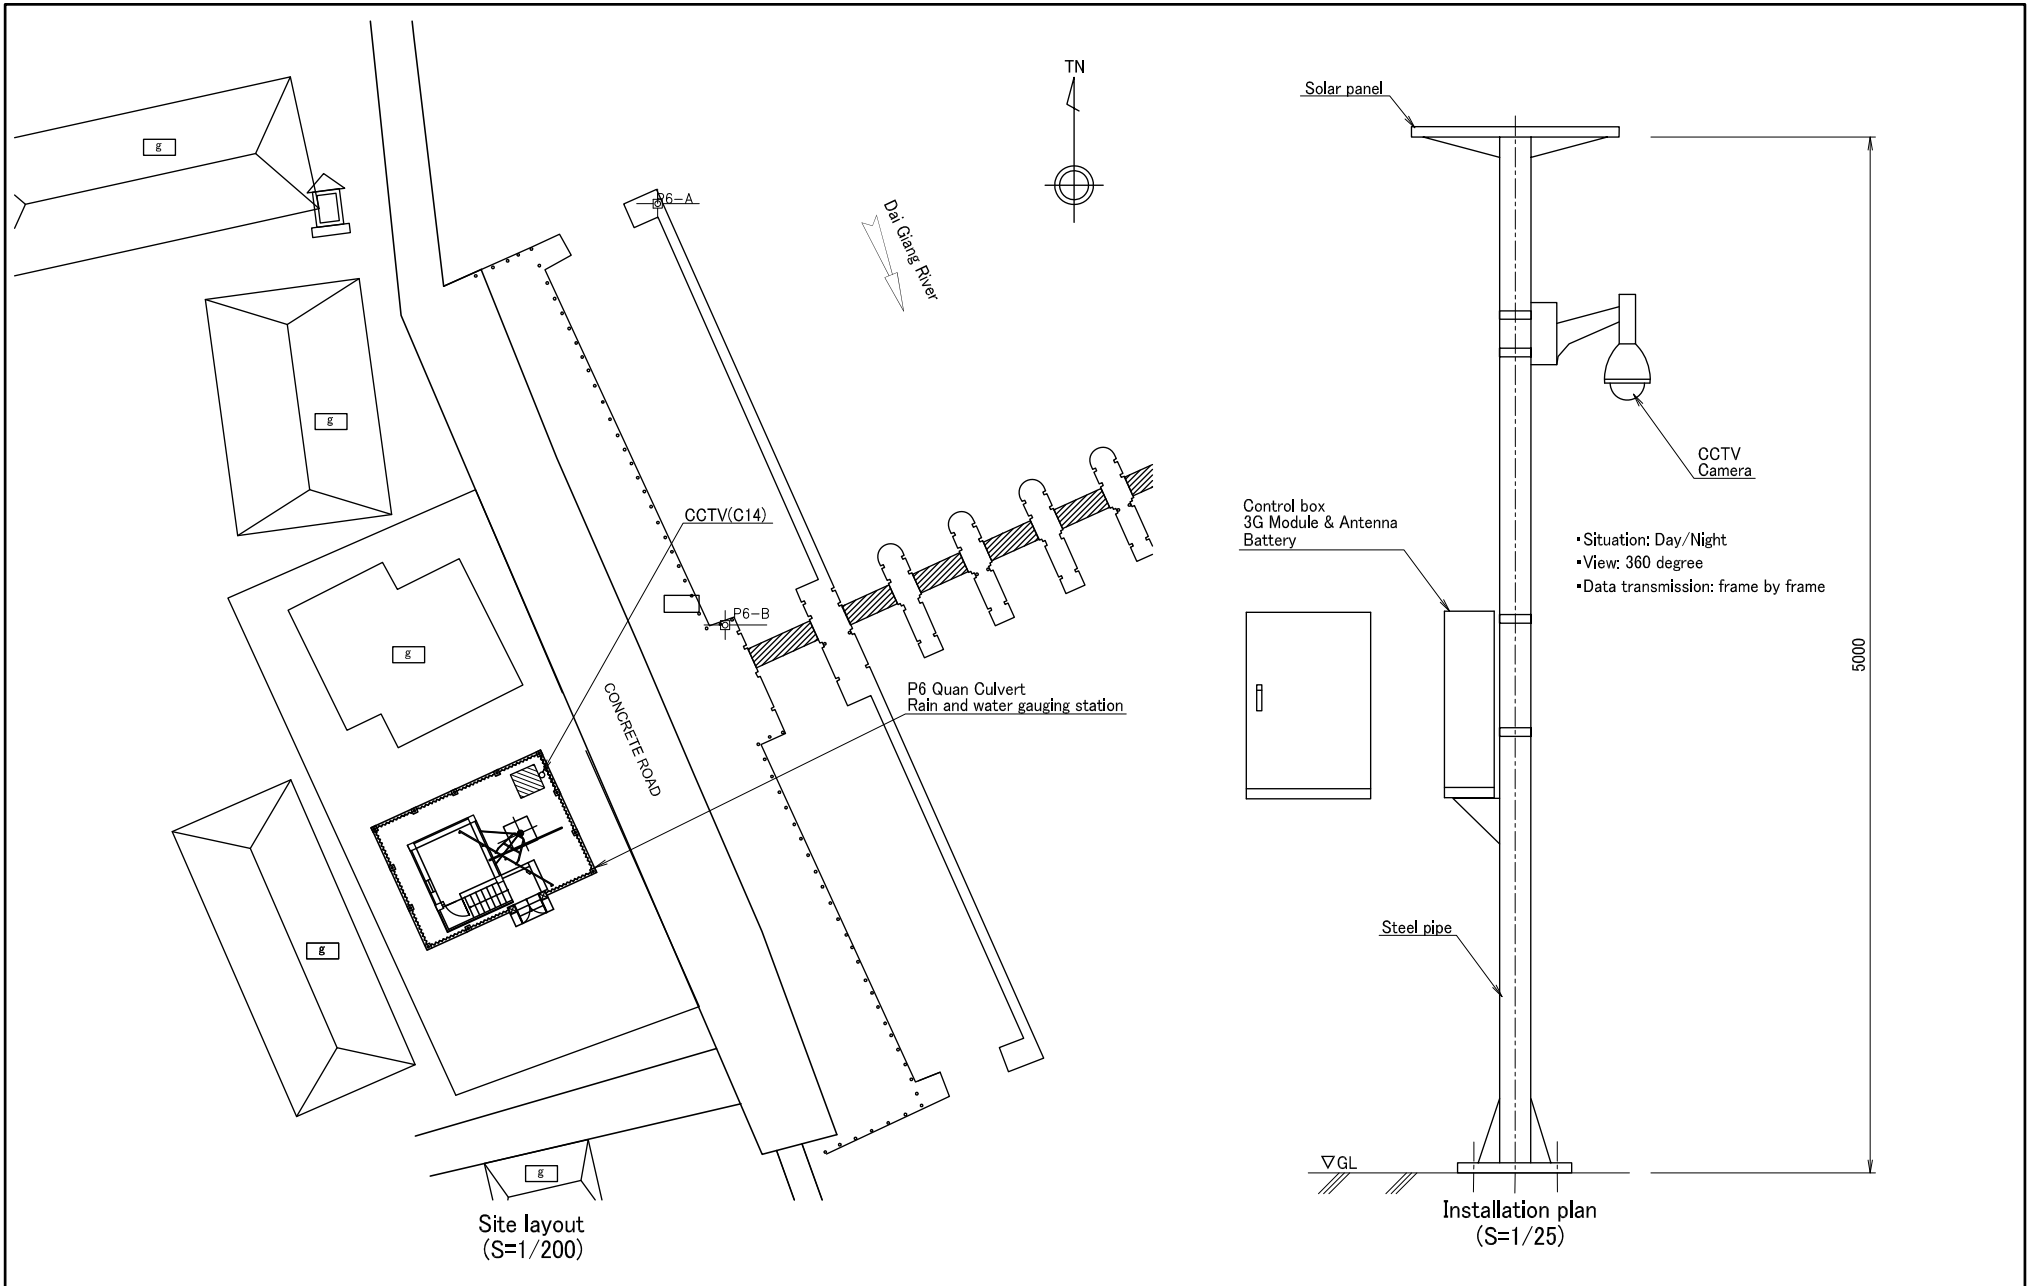 TN
Solar panel
g
P6-A
Dai Giang River
g
CCTV
Camera
CCTV(C14)
Control box
3G Module & Antenna
Battery
▪Situation: Day/Night
▪View: 360 degree
▪Data transmission: frame by frame
P6-B
g
5000
P6 Quan Culvert
Rain and water gauging station
CONCRETE ROAD
g
Steel pipe
▽GL
g
Site layout
(S=1/200)
Installation plan
(S=1/25)